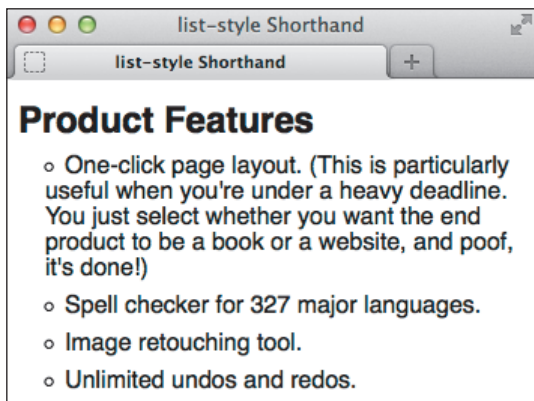 list-style Shorthand
list-style Shorthand
Product Features
One-click page layout. (This is particularly
useful when you're under a heavy deadline.
You just select whether you want the end
product to be a book or a website, and poof,
it's done!)
Spell checker for 327 major languages.
Image retouching tool.
Unlimited undos and redos.